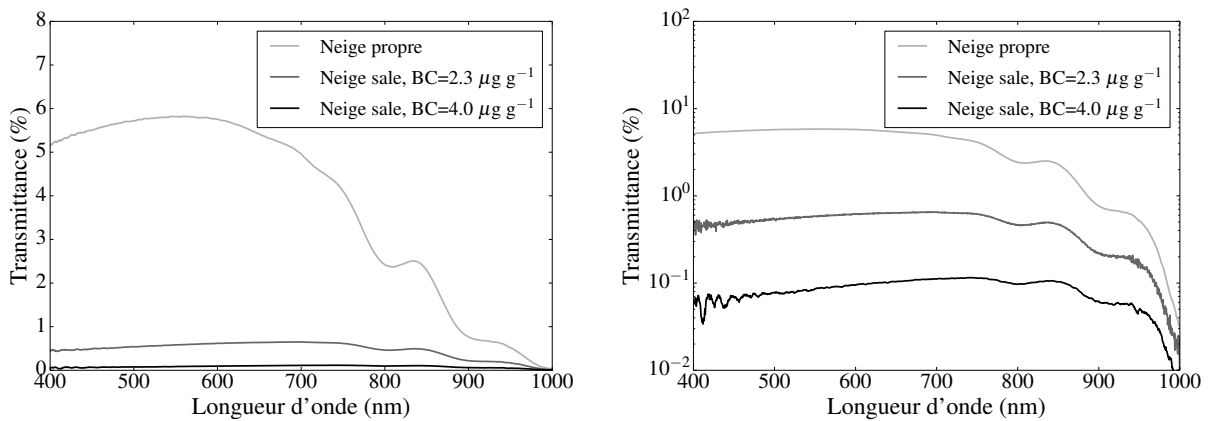 8
7
6
5
4
3
2
1
0
Transmittance (%)
Neige propre
Neige sale, BC=2.3 µg g⁻¹
Neige sale, BC=4.0 µg g⁻¹
400 500 600 700 800 900 1000
Longueur d'onde (nm)
10²
10¹
10⁰
10⁻¹
10⁻²
Transmittance (%)
Neige propre
Neige sale, BC=2.3 µg g⁻¹
Neige sale, BC=4.0 µg g⁻¹
400 500 600 700 800 900 1000
Longueur d'onde (nm)